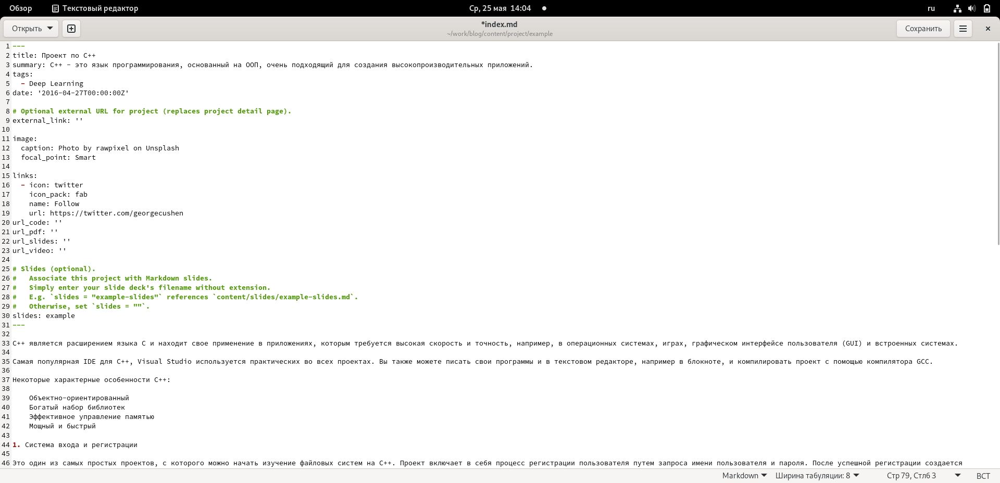 Обзор Текстовый редактор Ср, 25 мая 14:04 ru
Открыть *index.md Сохранить
~/work/blog/content/project/example
1 ---
2 title: Проект по C++
3 summary: C++ - это язык программирования, основанный на ООП, очень подходящий для создания высокопроизводительных приложений.
4 tags:
5   - Deep Learning
6 date: '2016-04-27T00:00:00Z'
7
8 # Optional external URL for project (replaces project detail page).
9 external_link: ''
10
11 image:
12   caption: Photo by rawpixel on Unsplash
13   focal_point: Smart
14
15 links:
16   - icon: twitter
17     icon_pack: fab
18     name: Follow
19     url: https://twitter.com/georgecushen
20 url_code: ''
21 url_pdf: ''
22 url_slides: ''
23 url_video: ''
24
25 # Slides (optional).
26 #   Associate this project with Markdown slides.
27 #   Simply enter your slide deck's filename without extension.
28 #   E.g. `slides = "example-slides"` references `content/slides/example-slides.md`.
29 #   Otherwise, set `slides = ""`.
30 slides: example
31 ---
32
33 C++ является расширением языка C и находит свое применение в приложениях, которым требуется высокая скорость и точность, например, в операционных системах, играх, графическом интерфейсе пользователя (GUI) и встроенных системах.
34
35 Самая популярная IDE для C++, Visual Studio используется практических во всех проектах. Вы также можете писать свои программы и в текстовом редакторе, например в блокноте, и компилировать проект с помощью компилятора GCC.
36
37 Некоторые характерные особенности C++:
38
39     Объектно-ориентированный
40     Богатый набор библиотек
41     Эффективное управление памятью
42     Мощный и быстрый
43
44 1. Система входа и регистрации
45
46 Это один из самых простых проектов, с которого можно начать изучение файловых систем на C++. Проект включает в себя процесс регистрации пользователя путем запроса имени пользователя и пароля. После успешной регистрации создается
Markdown Ширина табуляции: 8 Стр 79, Стлб 3 ВСТ